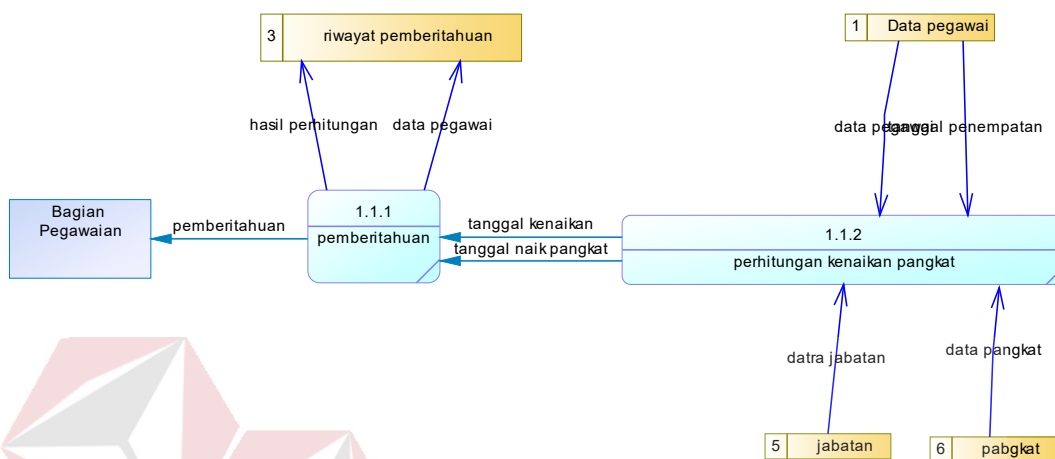 3 riwayat pemberitahuan
1 Data pegawai
hasil perhitungan
data pegawai
data pegawai
tanggal penempatan
Bagian
Pegawaian
pemberitahuan
1.1.1
pemberitahuan
tanggal kenaikan
tanggal naik pangkat
1.1.2
perhitungan kenaikan pangkat
datra jabatan
data pangkat
5 jabatan
6 pabgkat